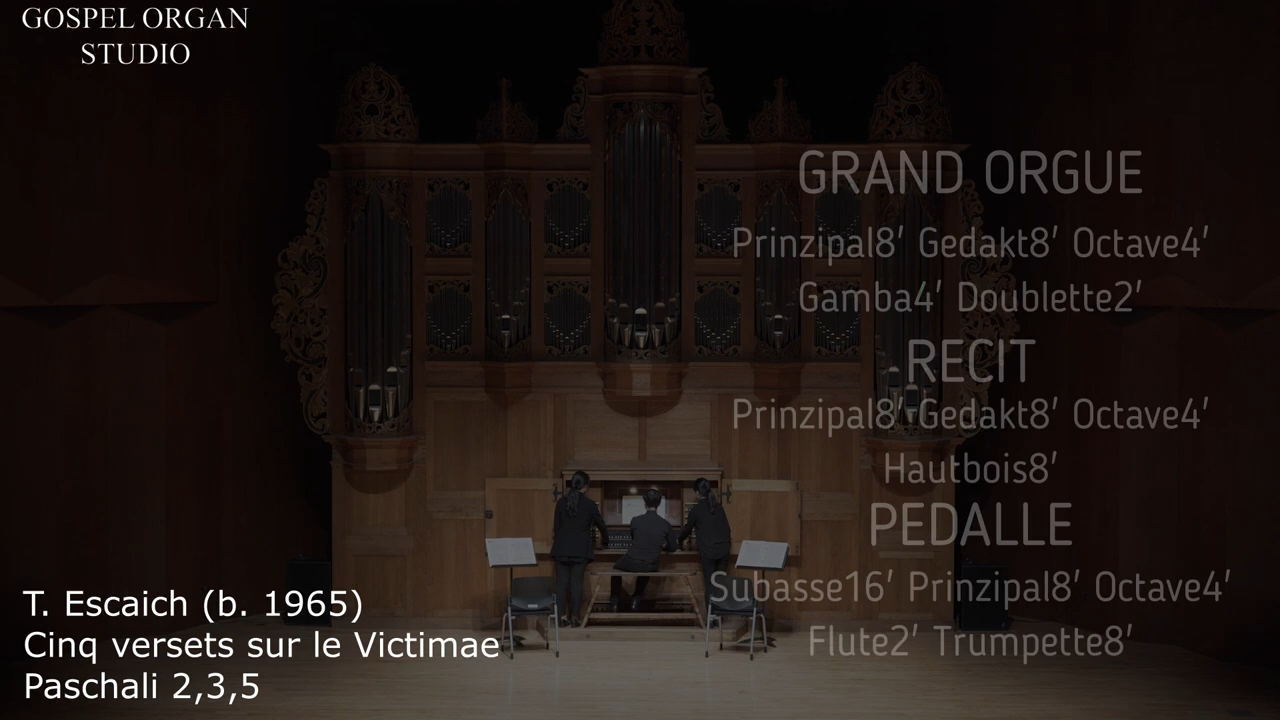 GOSPEL ORGAN
STUDIO
GRAND ORGUE
Prinzipal8′ Gedakt8′ Octave4′
Gamba4′ Doublette2′
RECIT
Prinzipal8′ Gedakt8′ Octave4′
Hautbois8′
PEDALLE
Subasse16′ Prinzipal8′ Octave4′
Flute2′ Trumpette8′
T. Escaich (b. 1965)
Cinq versets sur le Victimae
Paschali 2,3,5